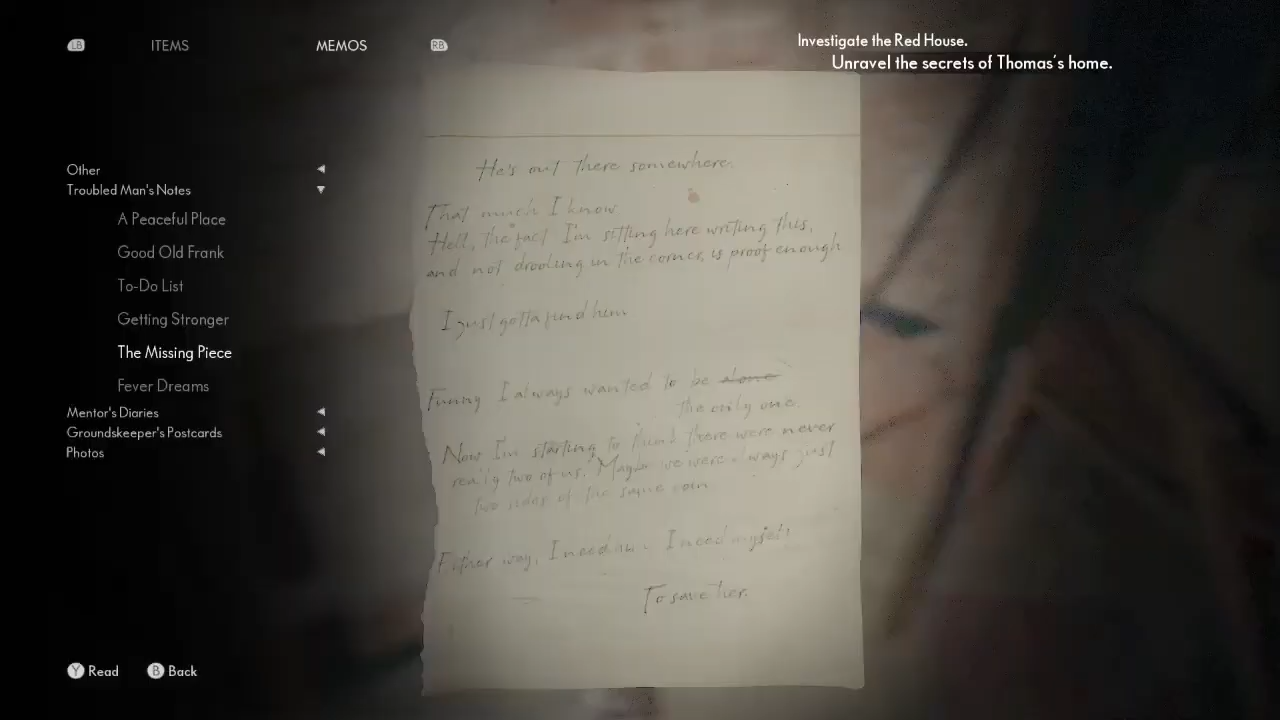 LB
ITEMS
MEMOS
RB
Investigate the Red House.
Unravel the secrets of Thomas's home.
Other
Troubled Man's Notes
A Peaceful Place
Good Old Frank
To-Do List
Getting Stronger
The Missing Piece
Fever Dreams
Mentor's Diaries
Groundskeeper's Postcards
Photos
He's out there somewhere.
That much I know
Hell, the fact I'm sitting here writing this,
and not drooling in the corner, is proof enough
I just gotta find him
Funny I always wanted to be alone
the only one.
Now I'm starting to think there were never
really two of us. Maybe we were always just
two sides of the same coin.
Either way, I need him. I need myself.
To save her.
Y Read
B Back